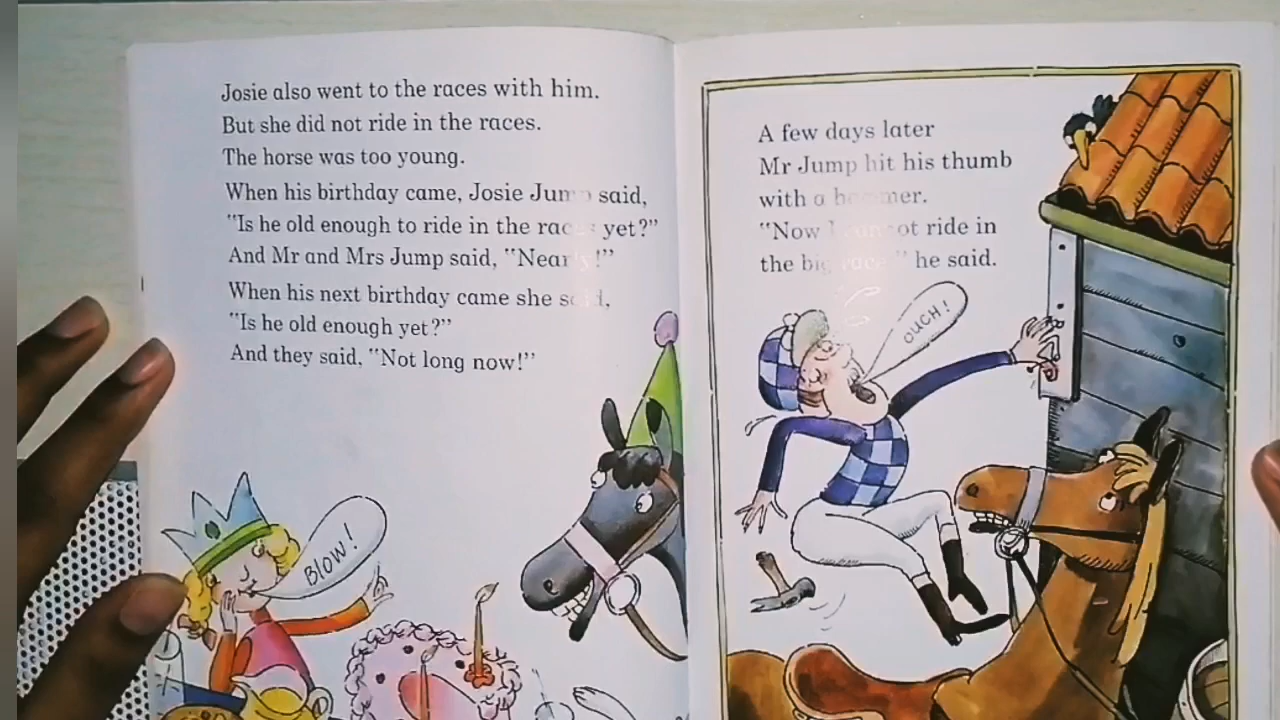 Josie also went to the races with him.
But she did not ride in the races.
The horse was too young.
When his birthday came, Josie Jump said,
"Is he old enough to ride in the races yet?"
And Mr and Mrs Jump said, "Nearly!"
When his next birthday came she said,
"Is he old enough yet?"
And they said, "Not long now!"
BLOW!
A few days later
Mr Jump hit his thumb
with a hammer.
"Now I cannot ride in
the big race," he said.
OUCH!